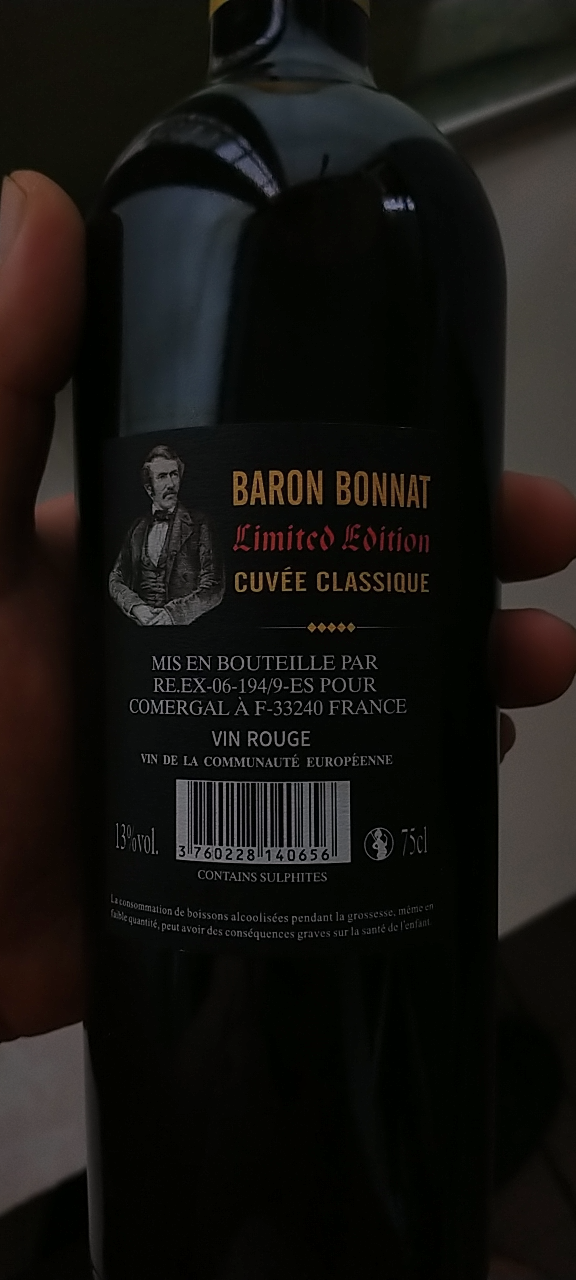 BARON BONNAT
Limited Edition
CUVÉE CLASSIQUE
MIS EN BOUTEILLE PAR
RE.EX-06-194/9-ES POUR
COMERGAL À F-33240 FRANCE
VIN ROUGE
VIN DE LA COMMUNAUTÉ EUROPÉENNE
13%vol.
3 760228 140656
75cl
CONTAINS SULPHITES
La consommation de boissons alcoolisées pendant la grossesse, même en
faible quantité, peut avoir des conséquences graves sur la santé de l'enfant.